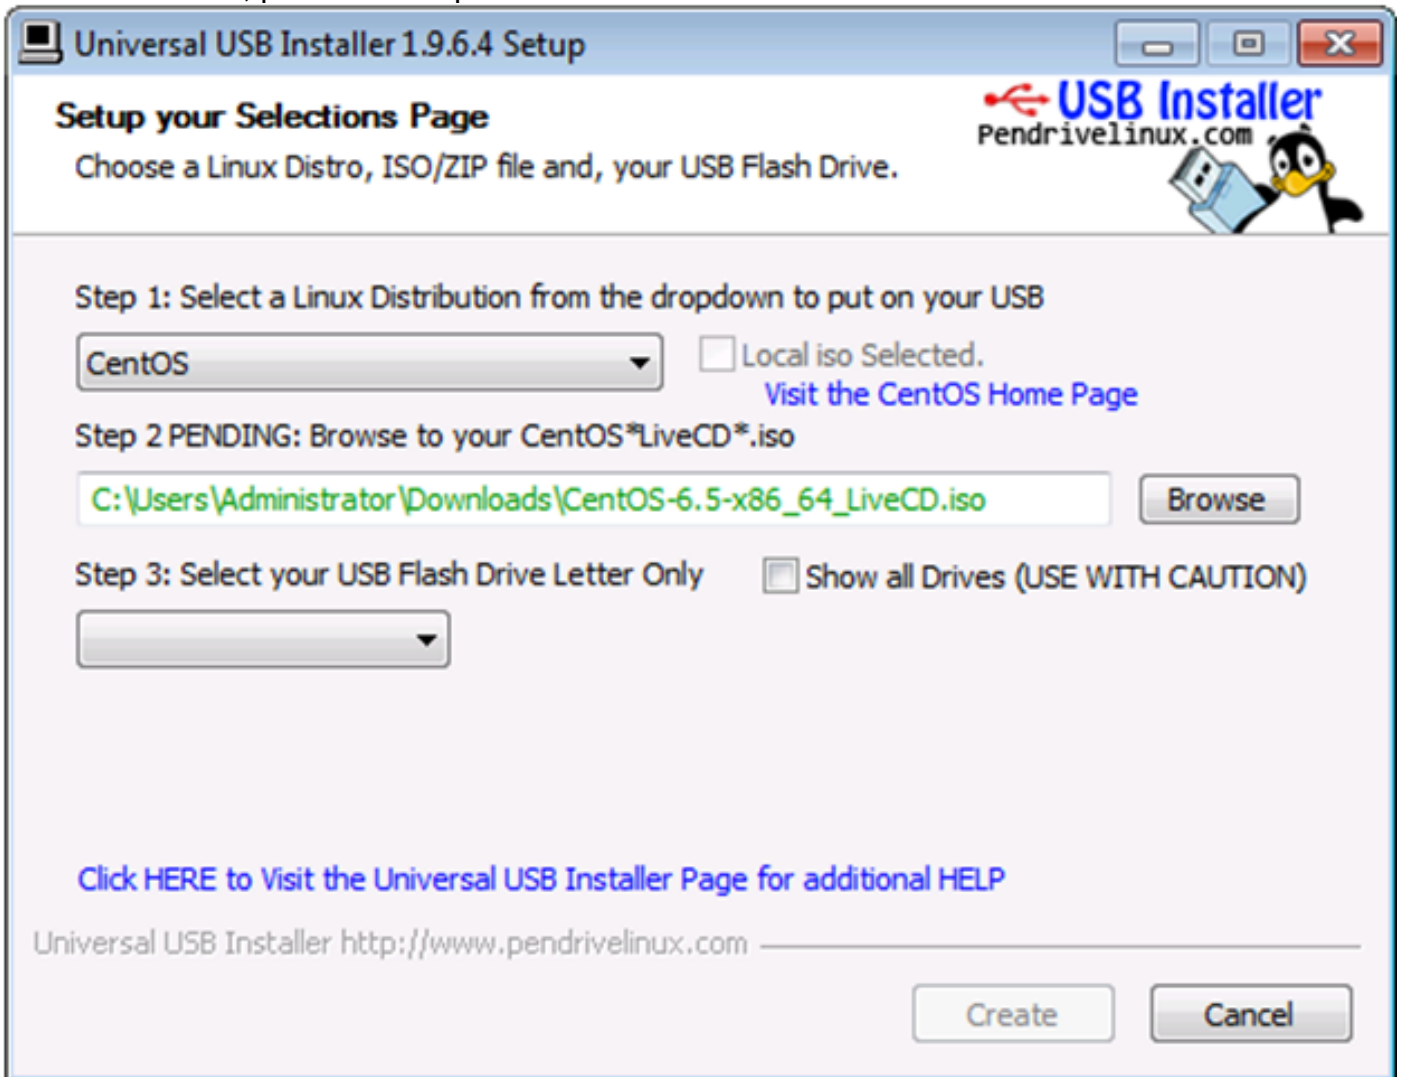 Universal USB Installer 1.9.6.4 Setup
Setup your Selections Page
Choose a Linux Distro, ISO/ZIP file and, your USB Flash Drive.
USB Installer
Pendrivelinux.com
Step 1: Select a Linux Distribution from the dropdown to put on your USB
CentOS
Local iso Selected.
Visit the CentOS Home Page
Step 2 PENDING: Browse to your CentOS*LiveCD*.iso
C:\Users\Administrator\Downloads\CentOS-6.5-x86_64_LiveCD.iso
Browse
Step 3: Select your USB Flash Drive Letter Only
Show all Drives (USE WITH CAUTION)
Click HERE to Visit the Universal USB Installer Page for additional HELP
Universal USB Installer http://www.pendrivelinux.com
Create
Cancel